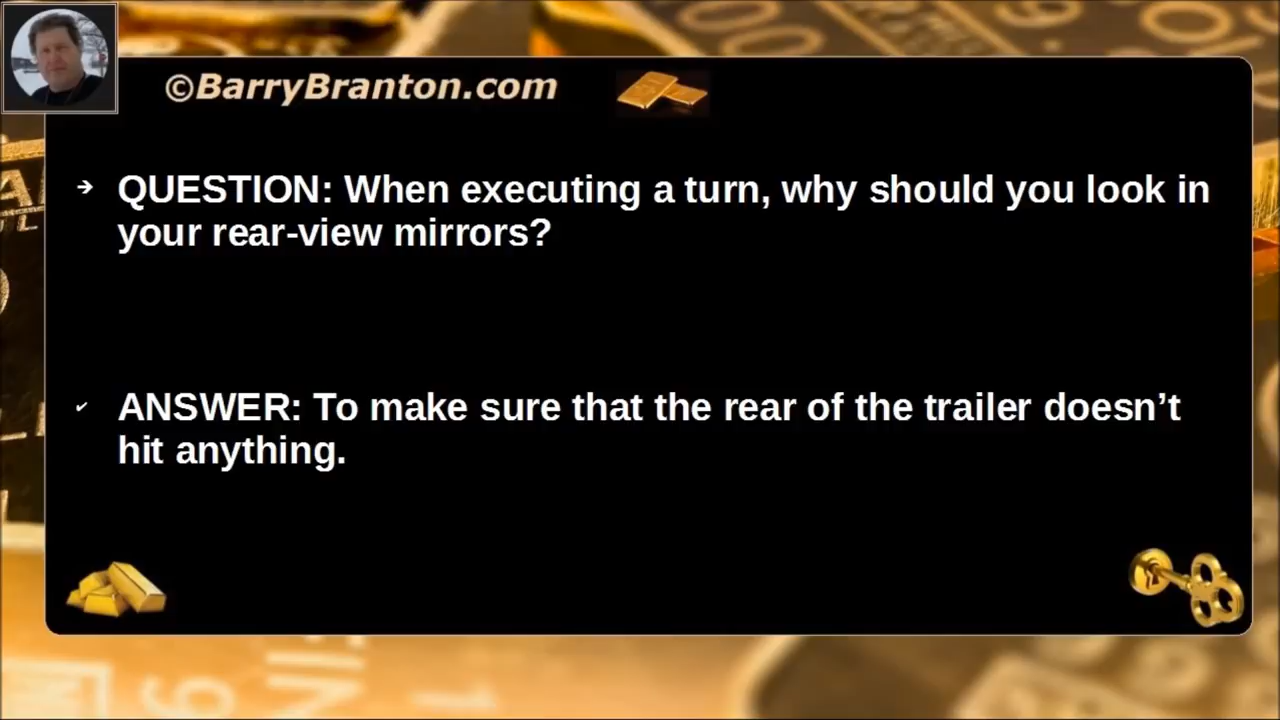 ©BarryBranton.com
QUESTION: When executing a turn, why should you look in
your rear-view mirrors?
ANSWER: To make sure that the rear of the trailer doesn’t
hit anything.